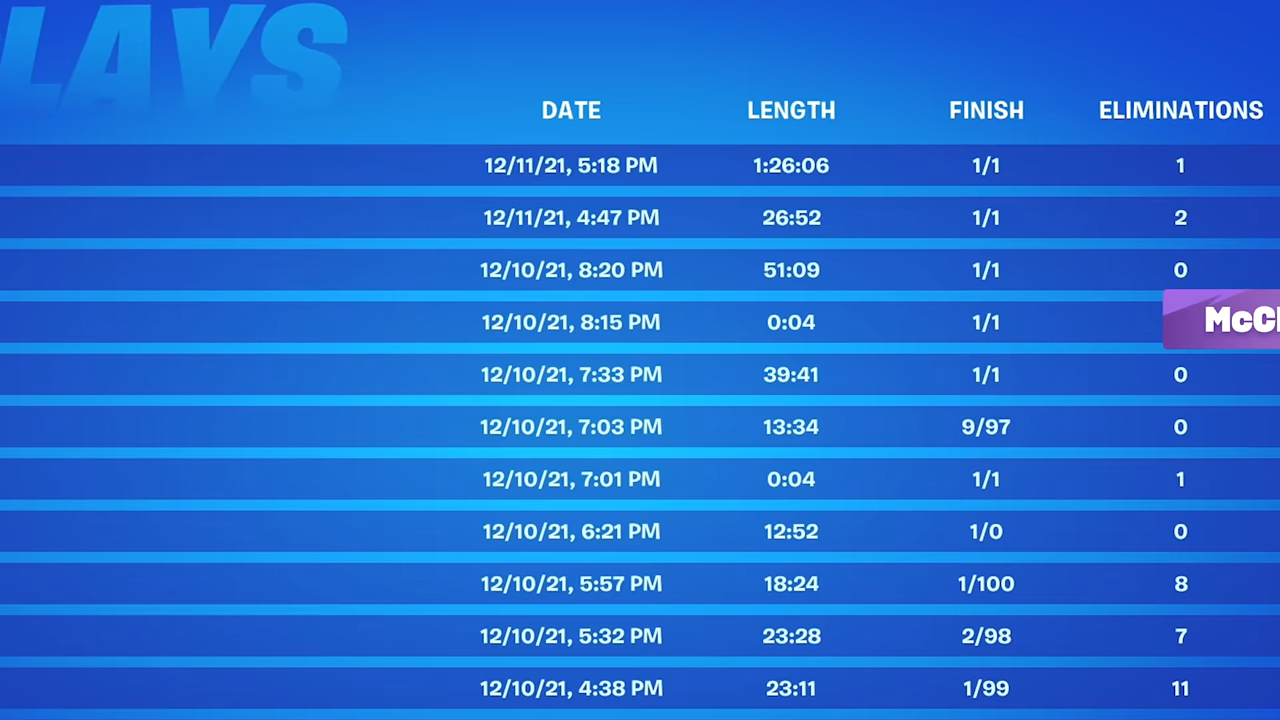 LAYS
DATE LENGTH FINISH ELIMINATIONS
12/11/21, 5:18 PM 1:26:06 1/1 1
12/11/21, 4:47 PM 26:52 1/1 2
12/10/21, 8:20 PM 51:09 1/1 0
12/10/21, 8:15 PM 0:04 1/1
McC
12/10/21, 7:33 PM 39:41 1/1 0
12/10/21, 7:03 PM 13:34 9/97 0
12/10/21, 7:01 PM 0:04 1/1 1
12/10/21, 6:21 PM 12:52 1/0 0
12/10/21, 5:57 PM 18:24 1/100 8
12/10/21, 5:32 PM 23:28 2/98 7
12/10/21, 4:38 PM 23:11 1/99 11